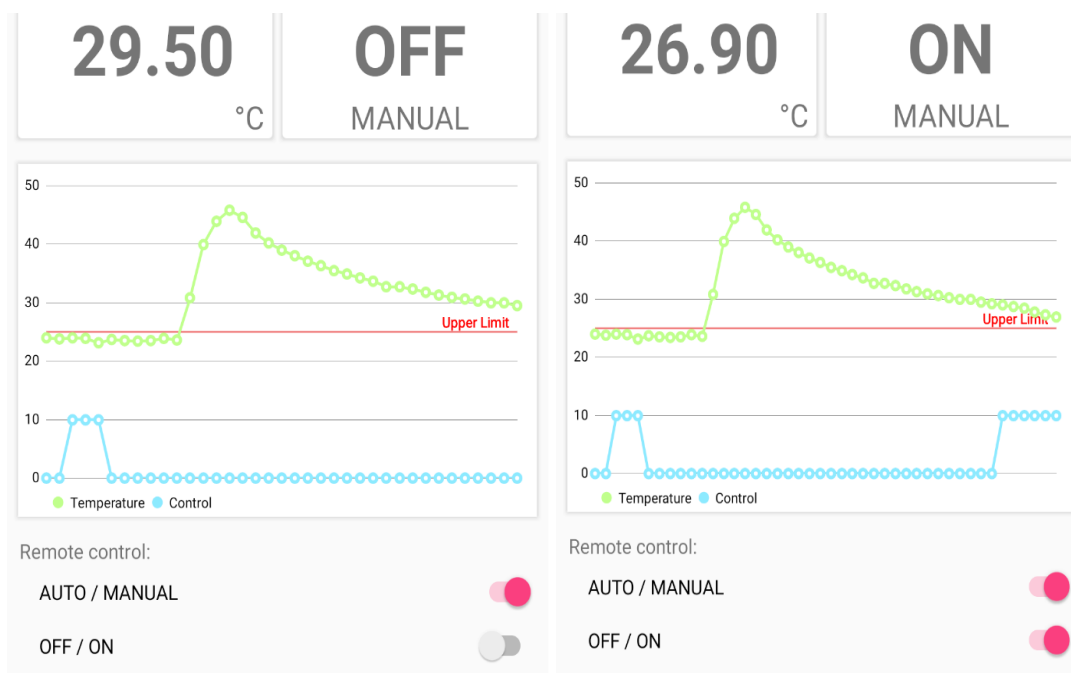 29.50
°C
OFF
MANUAL
50
40
30
Upper Limit
20
10
0
Temperature Control
Remote control:
AUTO / MANUAL
OFF / ON
26.90
°C
ON
MANUAL
50
40
30
Upper Limit
20
10
0
Temperature Control
Remote control:
AUTO / MANUAL
OFF / ON